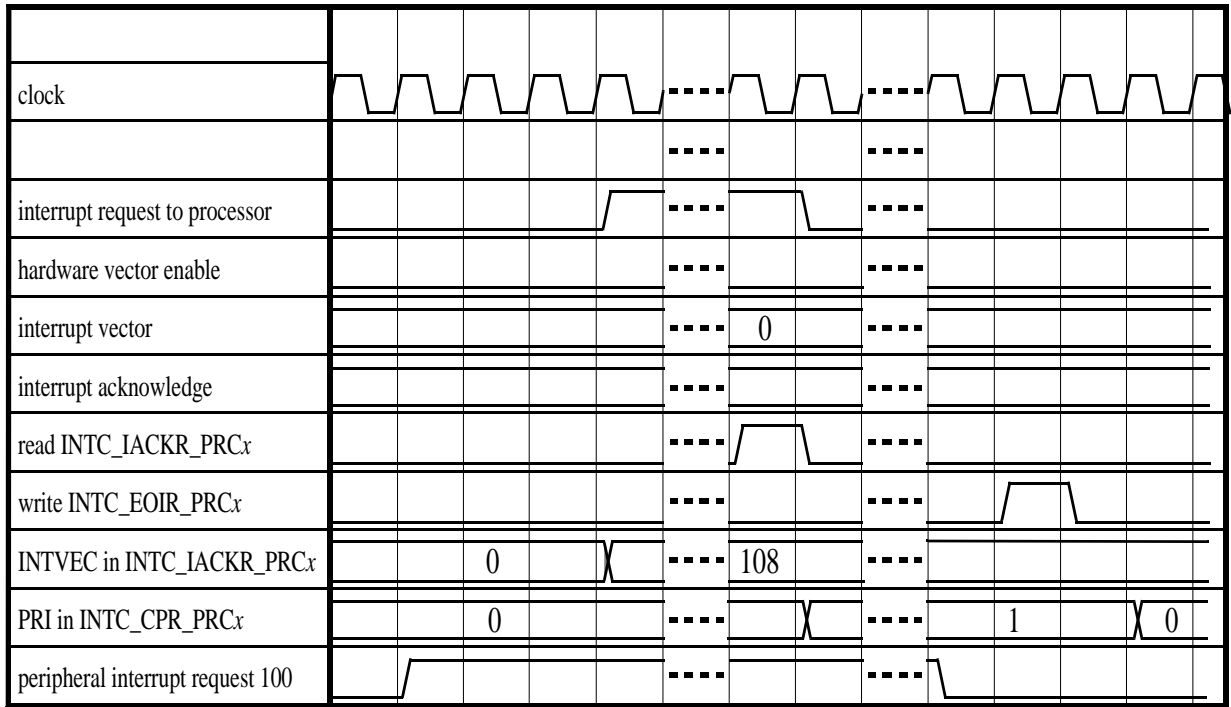 clock
interrupt request to processor
hardware vector enable
interrupt vector 0
interrupt acknowledge
read INTC_IACKR_PRCx
write INTC_EOIR_PRCx
INTVEC in INTC_IACKR_PRCx 0 108
PRI in INTC_CPR_PRCx 0 1 0
peripheral interrupt request 100